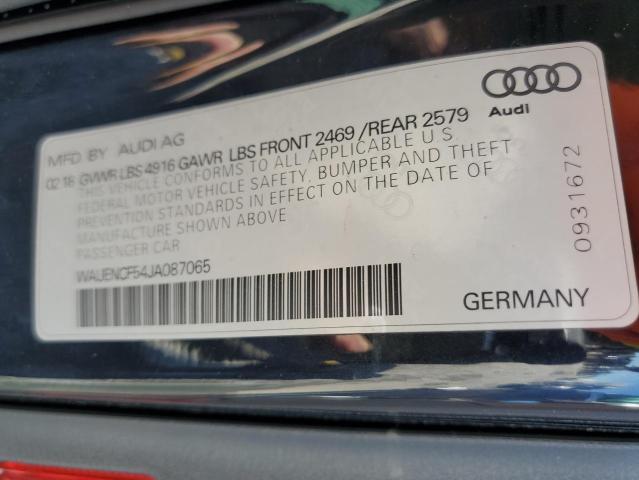 Audi
MFD BY AUDI AG
02 18 GVWR LBS 4916 GAWR LBS FRONT 2469 /REAR 2579
THIS VEHICLE CONFORMS TO ALL APPLICABLE U.S.
FEDERAL MOTOR VEHICLE SAFETY, BUMPER AND THEFT
PREVENTION STANDARDS IN EFFECT ON THE DATE OF
MANUFACTURE SHOWN ABOVE
PASSENGER CAR
WAUENCF54JA087065
GERMANY
0931672